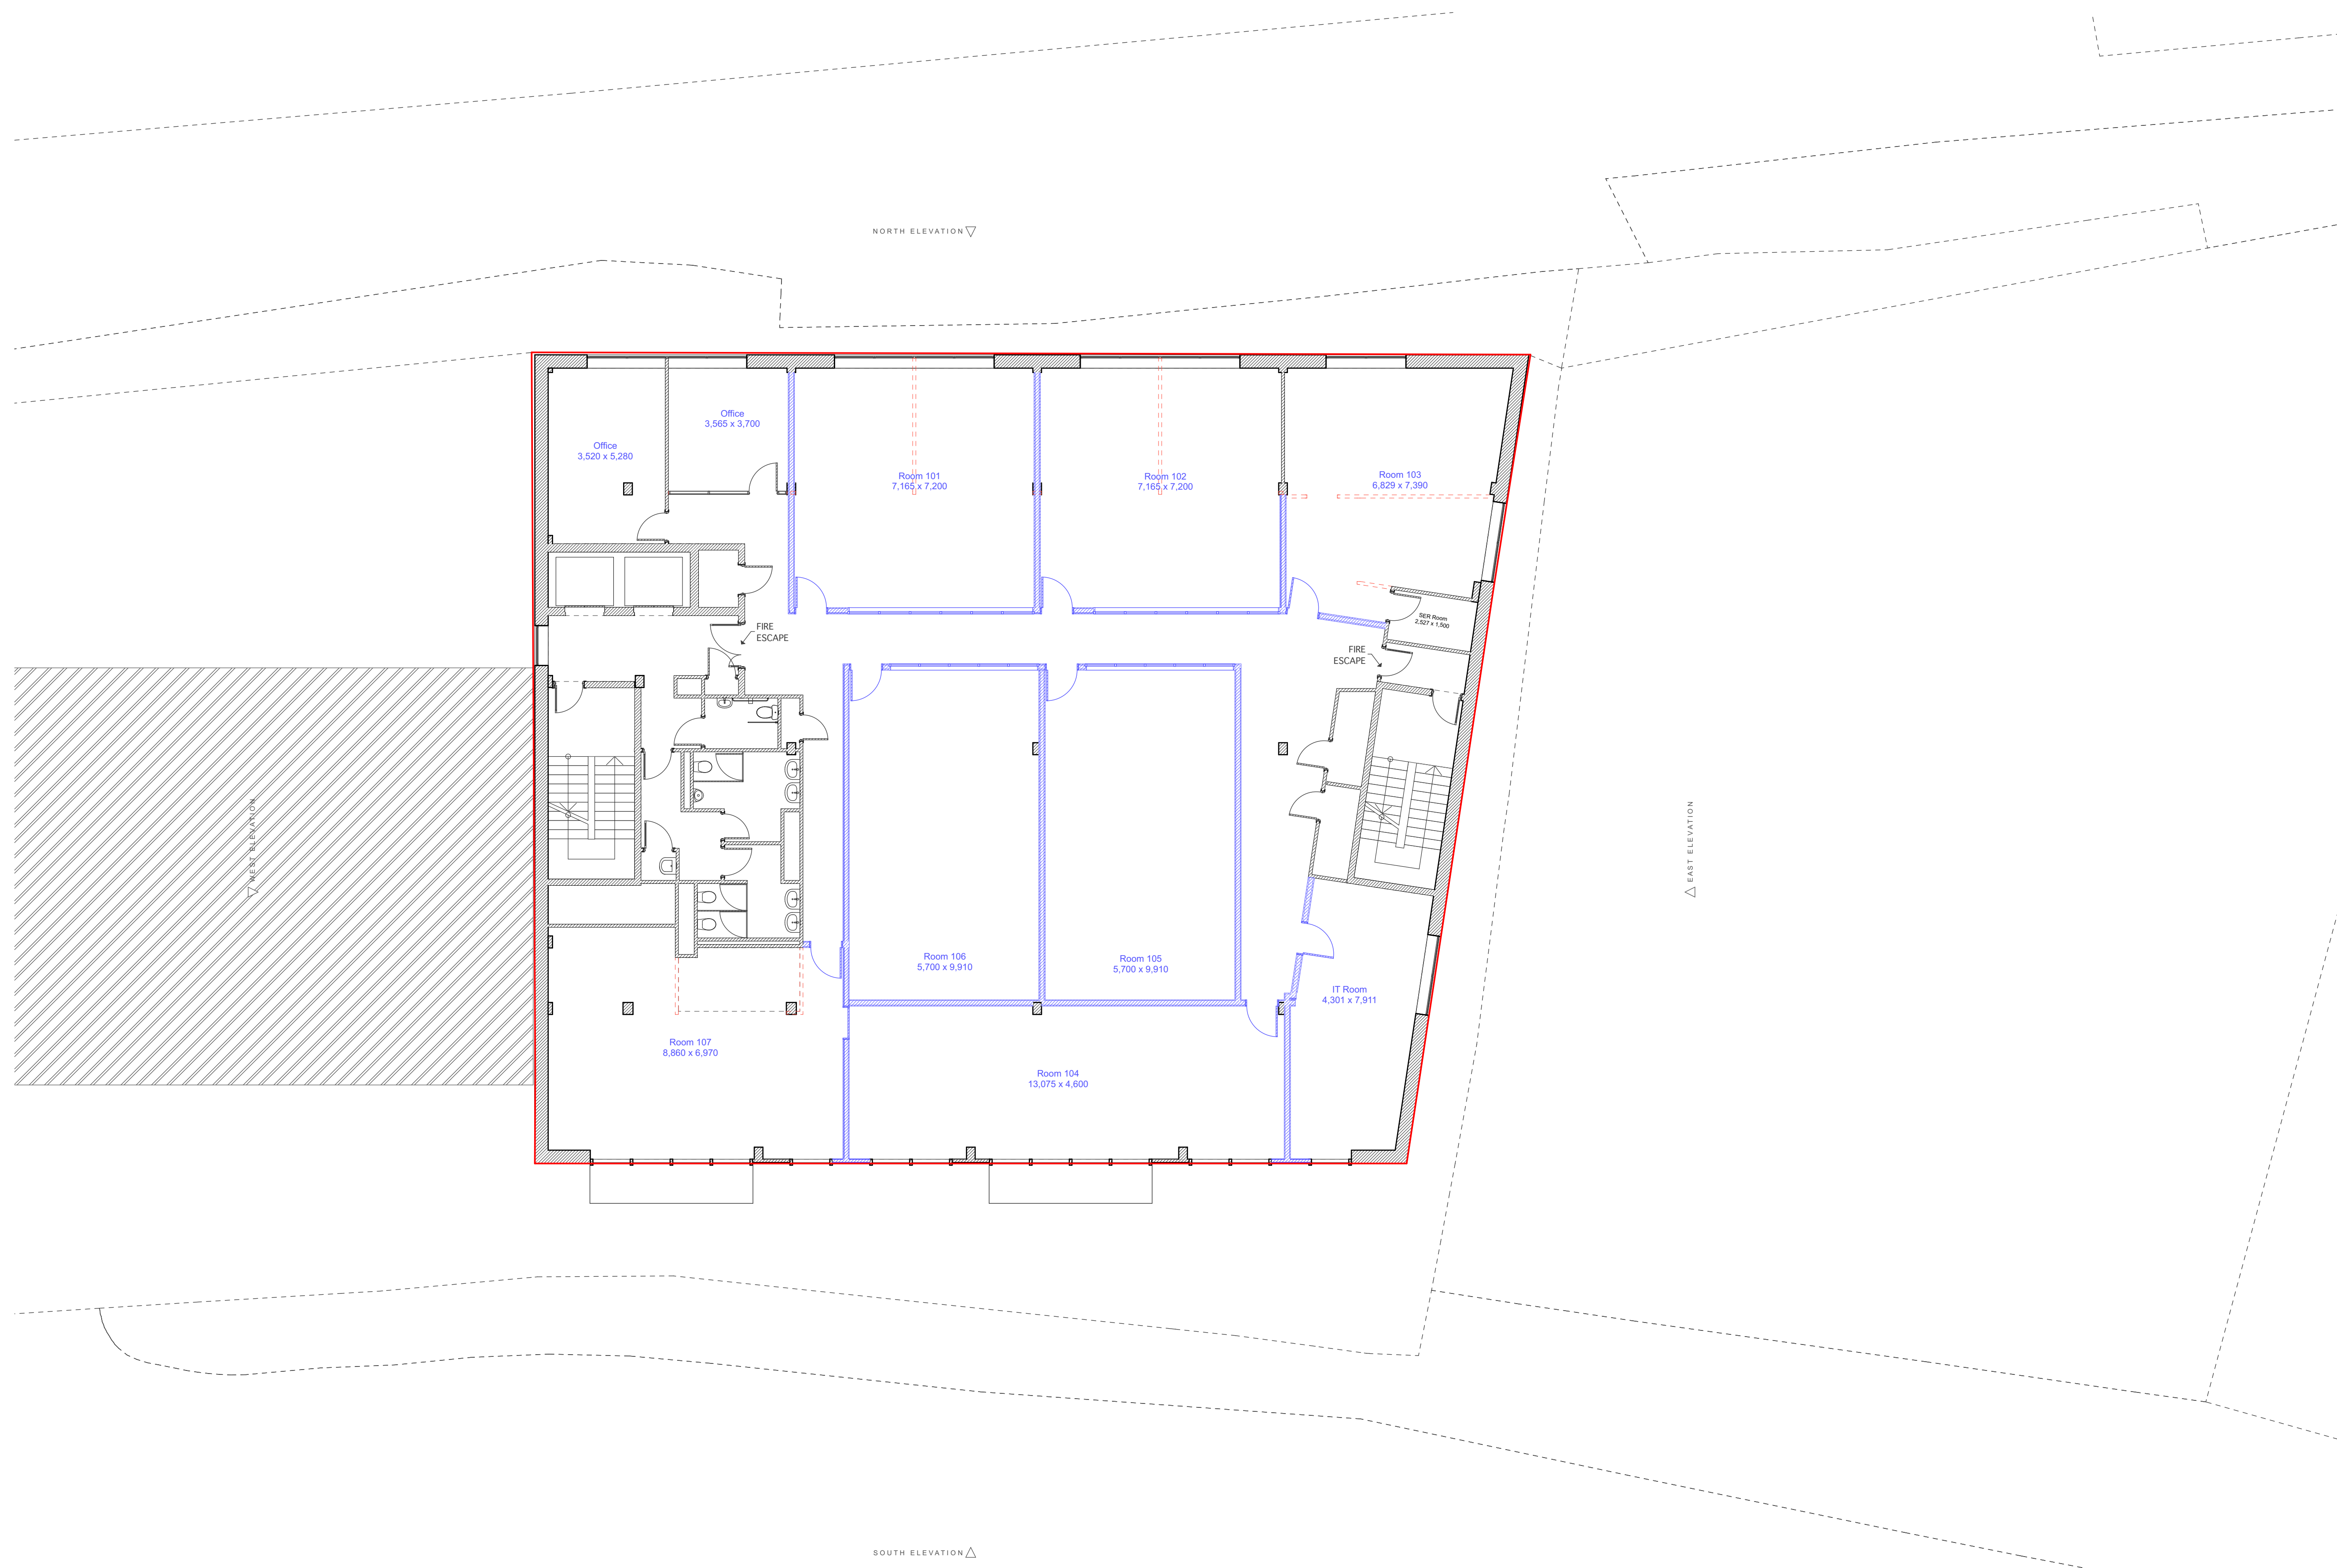 NORTH ELEVATION
Office
3,565 x 3,700
Office
3,520 x 5,280
Room 101
7,165 x 7,200
Room 102
7,165 x 7,200
Room 103
6,829 x 7,390
SER Room
2,527 x 1,500
FIRE
ESCAPE
FIRE
ESCAPE
WEST ELEVATION
EAST ELEVATION
Room 106
5,700 x 9,910
Room 105
5,700 x 9,910
IT Room
4,301 x 7,911
Room 107
8,860 x 6,970
Room 104
13,075 x 4,600
SOUTH ELEVATION